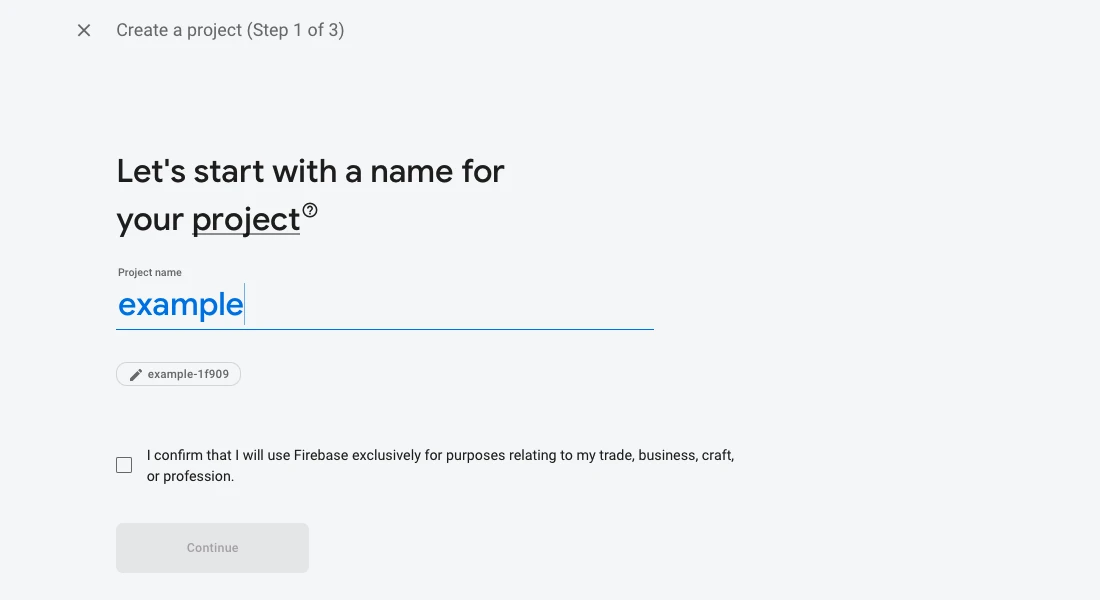 Create a project (Step 1 of 3)
Let's start with a name for
your project
Project name
example
example-1f909
I confirm that I will use Firebase exclusively for purposes relating to my trade, business, craft,
or profession.
Continue